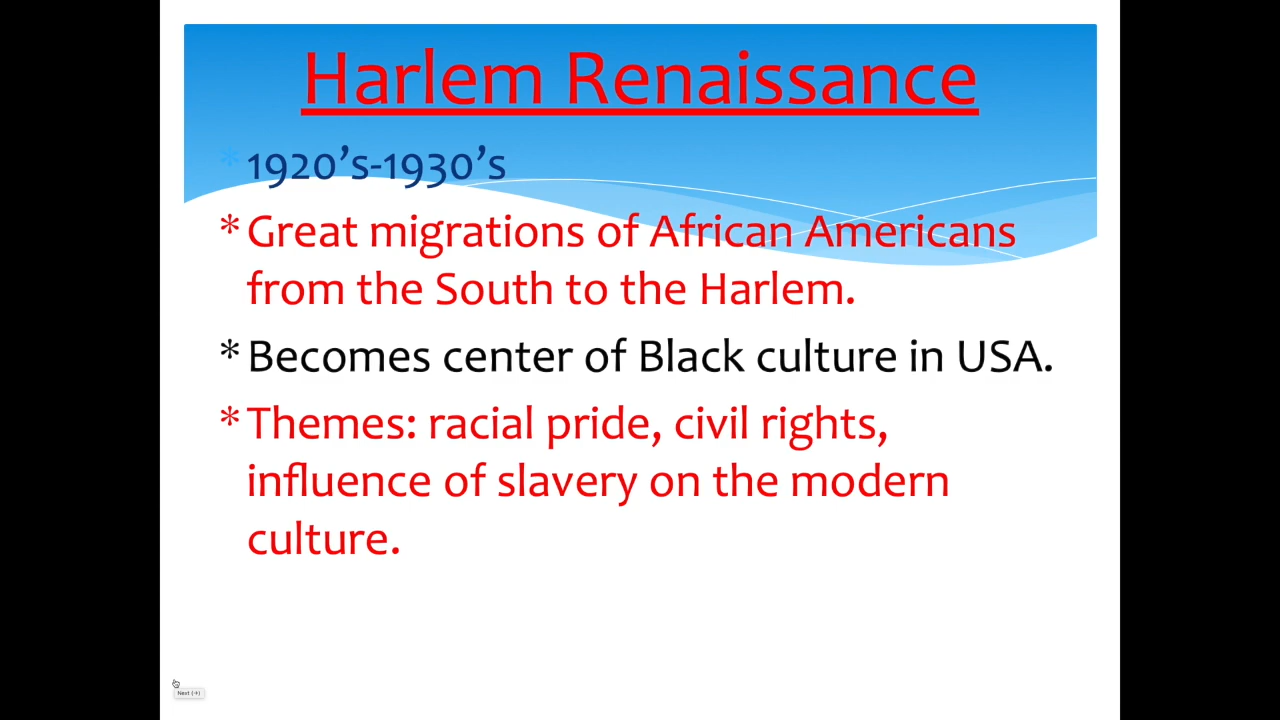 Harlem Renaissance
* 1920’s-1930’s
* Great migrations of African Americans
from the South to the Harlem.
* Becomes center of Black culture in USA.
* Themes: racial pride, civil rights,
influence of slavery on the modern
culture.
Next (→)